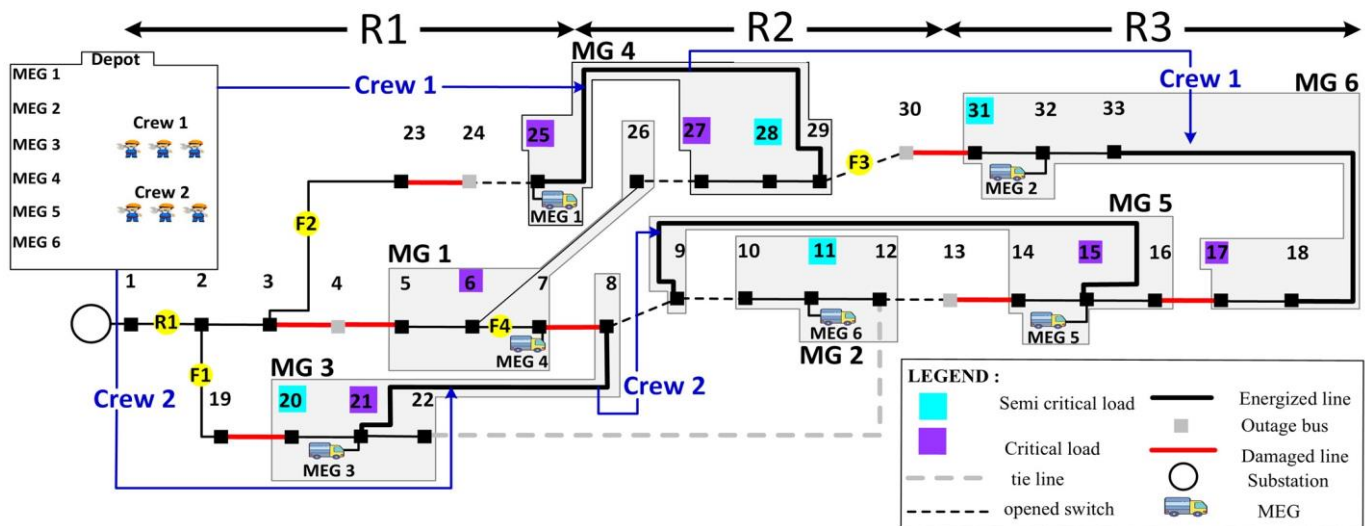 R1 R2 R3
Depot
MEG 1
MEG 2
MEG 3
MEG 4
MEG 5
MEG 6
Crew 1
Crew 2
Crew 1
MG 4
Crew 1
MG 6
23 24 25 26 27 28 29 30 31 32 33
F3
MEG 1
MEG 2
F2
MG 1
MG 5
1 2 3 4 5 6 7 8 9 10 11 12 13 14 15 16 17 18
R1
F4
MEG 4
MEG 6
MEG 5
MG 2
F1
MG 3
Crew 2
Crew 2
19 20 21 22
MEG 3
LEGEND :
Semi critical load
Energized line
Outage bus
Critical load
Damaged line
tie line
Substation
opened switch
MEG